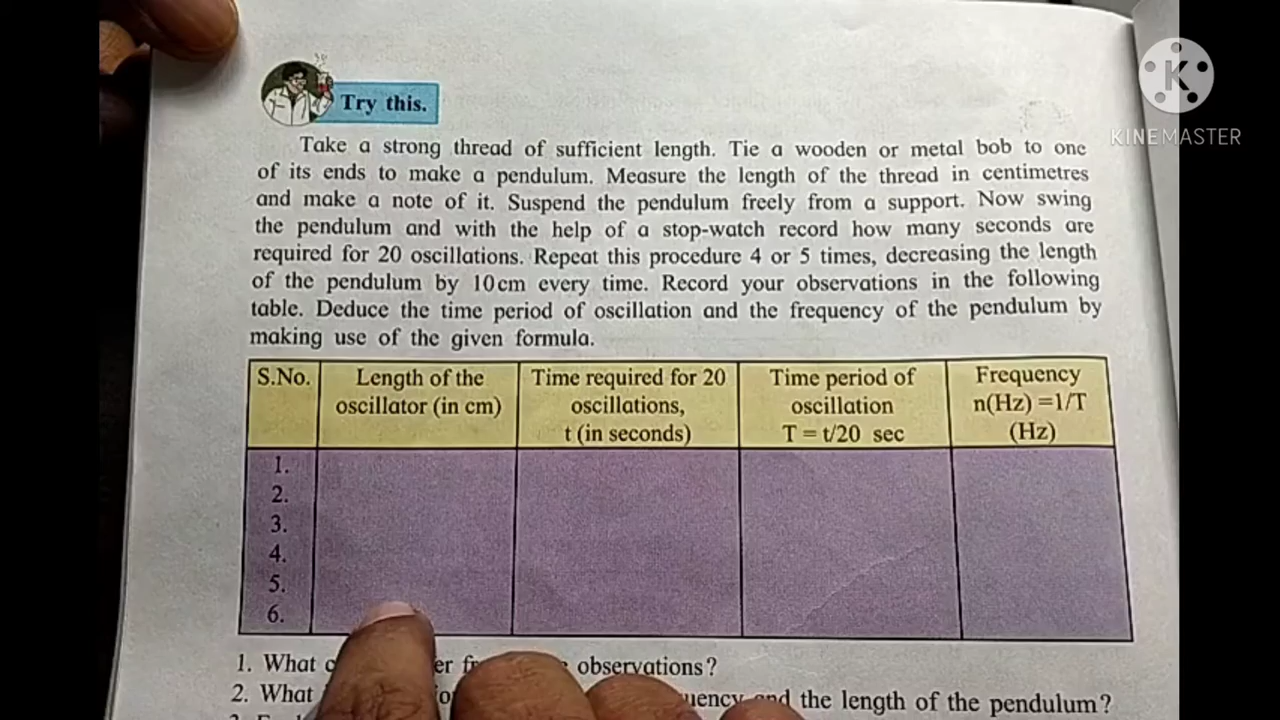 Try this.
KINEMASTER
Take a strong thread of sufficient length. Tie a wooden or metal bob to one
of its ends to make a pendulum. Measure the length of the thread in centimetres
and make a note of it. Suspend the pendulum freely from a support. Now swing
the pendulum and with the help of a stop-watch record how many seconds are
required for 20 oscillations. Repeat this procedure 4 or 5 times, decreasing the length
of the pendulum by 10cm every time. Record your observations in the following
table. Deduce the time period of oscillation and the frequency of the pendulum by
making use of the given formula.
S.No. Length of the oscillator (in cm) Time required for 20 oscillations, t (in seconds) Time period of oscillation T = t/20 sec Frequency n(Hz) =1/T (Hz)
1.
2.
3.
4.
5.
6.
1. What observations?
2. What and the length of the pendulum?